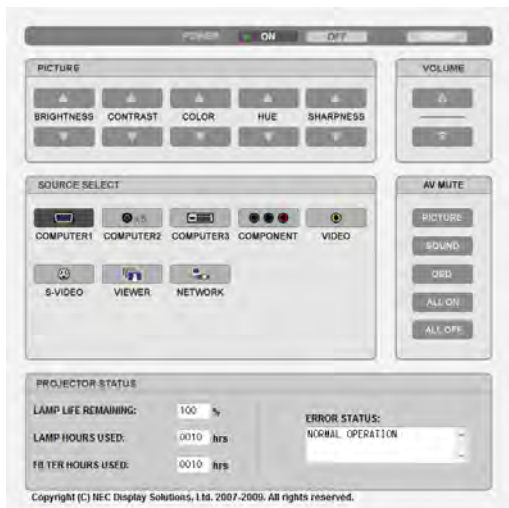 POWER ON OFF
PICTURE
VOLUME
BRIGHTNESS CONTRAST COLOR HUE SHARPNESS
SOURCE SELECT
AV MUTE
PICTURE
COMPUTER1 COMPUTER2 COMPUTER3 COMPONENT VIDEO
SOUND
S-VIDEO VIEWER NETWORK
OSD
ALL ON
ALL OFF
PROJECTOR STATUS
LAMP LIFE REMAINING: 100 %
ERROR STATUS:
LAMP HOURS USED: 0010 hrs
NORMAL OPERATION
FILTER HOURS USED: 0010 hrs
Copyright (C) NEC Display Solutions, Ltd. 2007-2009. All rights reserved.